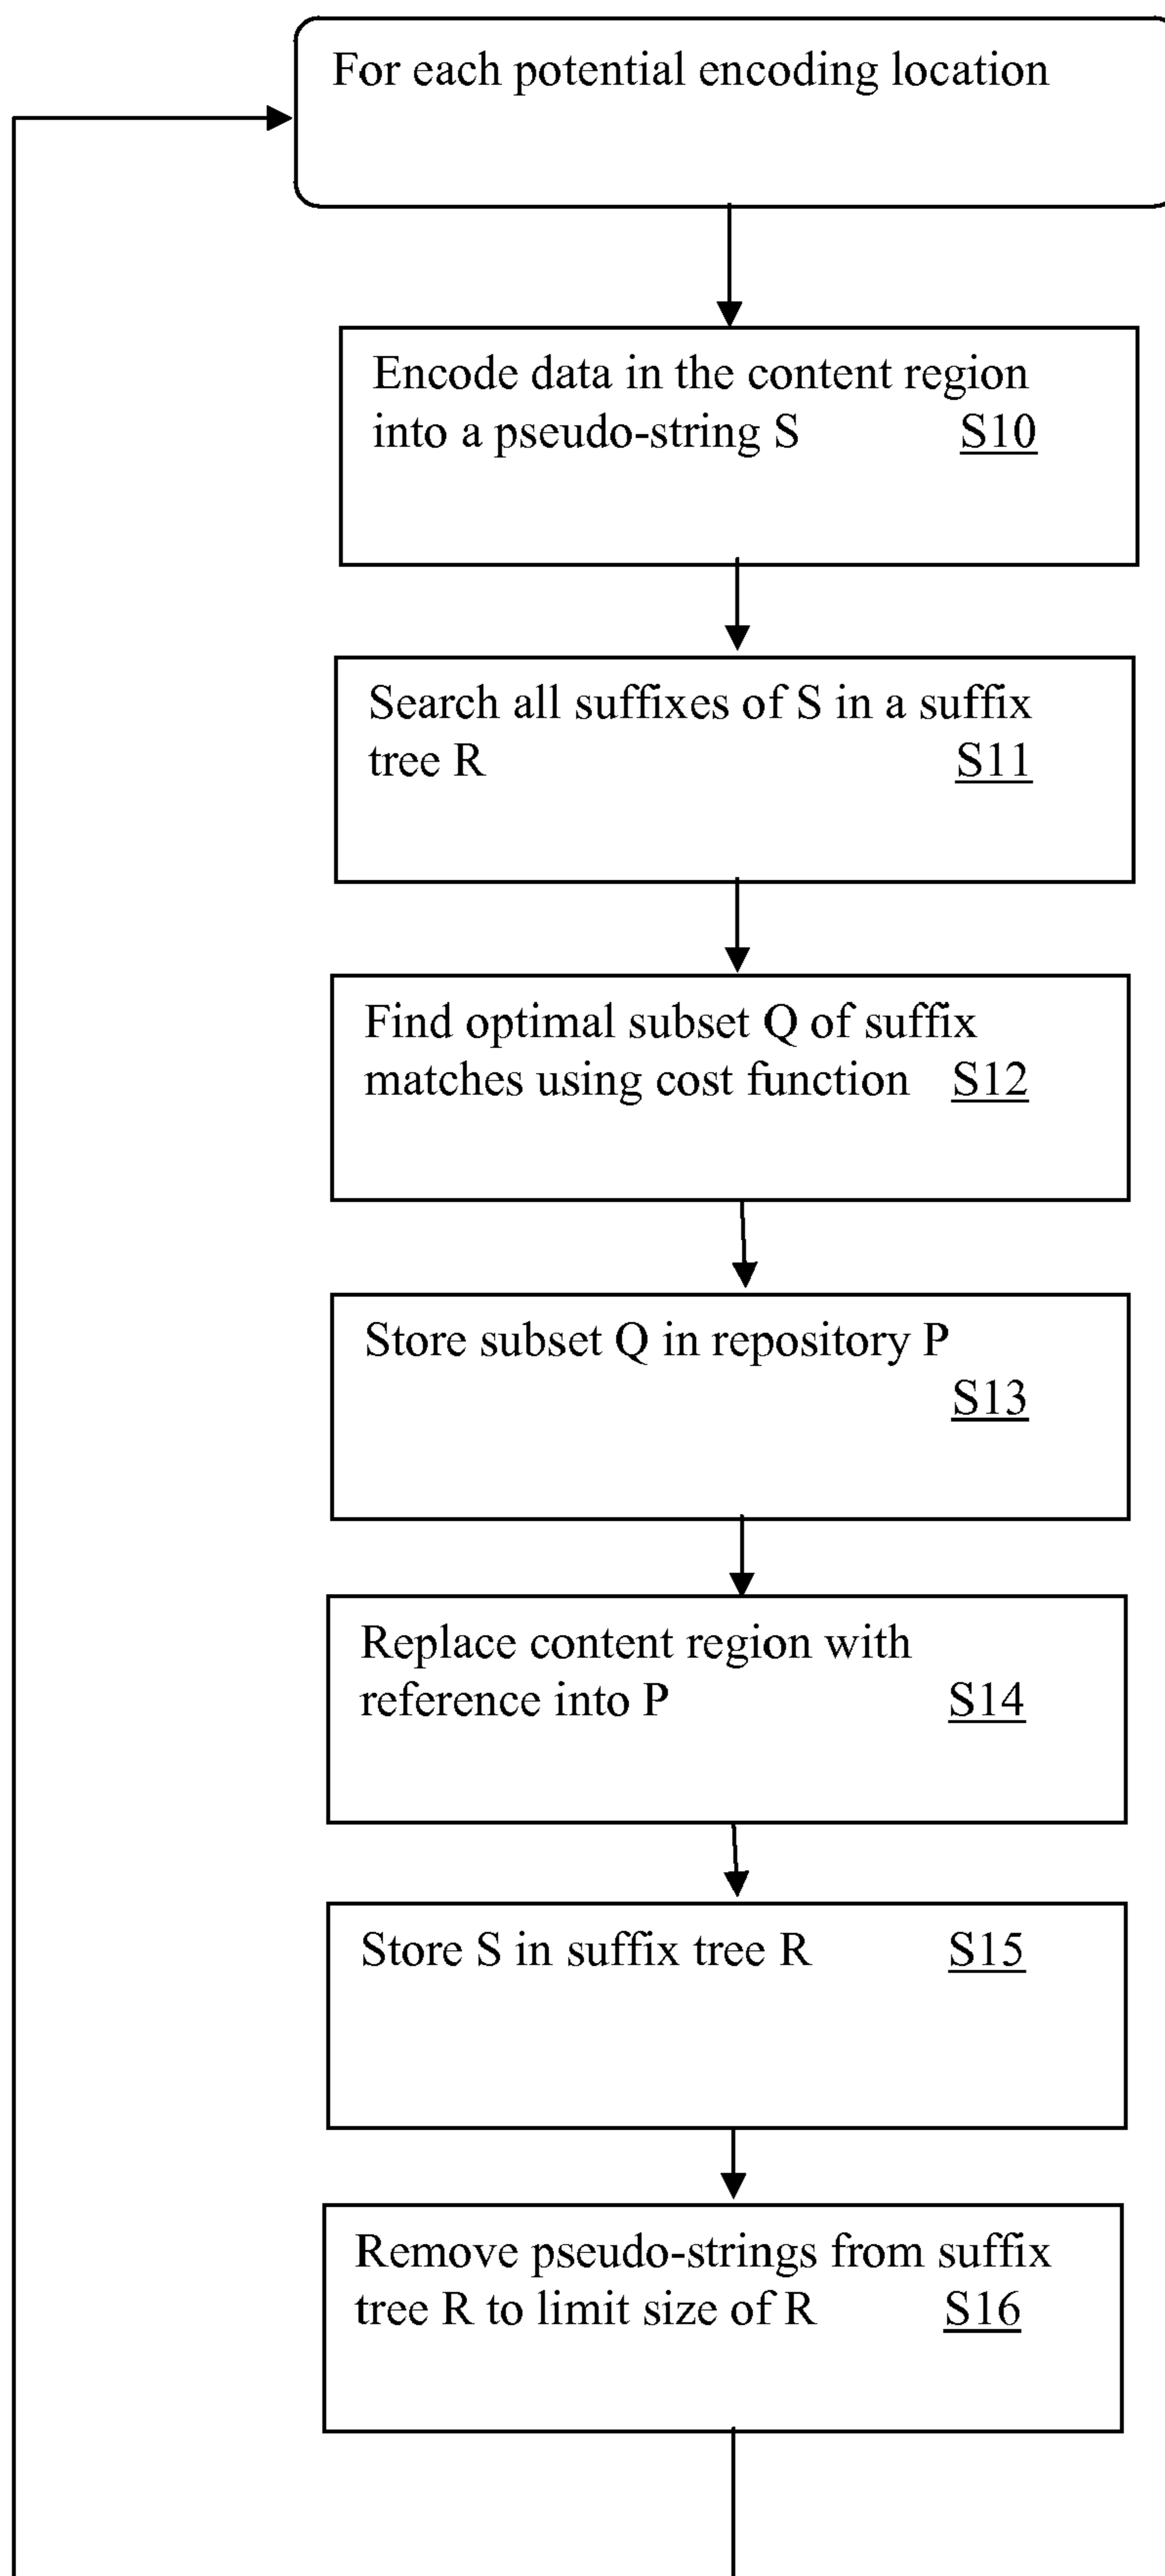 For each potential encoding location
Encode data in the content region
into a pseudo-string S S10
Search all suffixes of S in a suffix
tree R S11
Find optimal subset Q of suffix
matches using cost function S12
Store subset Q in repository P
S13
Replace content region with
reference into P S14
Store S in suffix tree R S15
Remove pseudo-strings from suffix
tree R to limit size of R S16